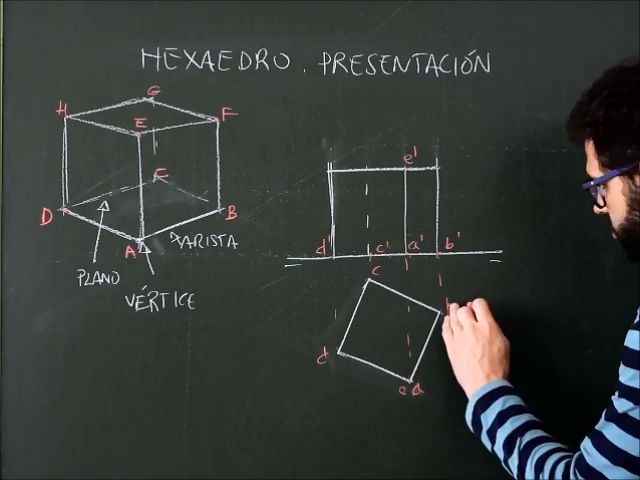 HEXAEDRO. PRESENTACIÓN
G
H
E
F
C
D
B
A
ARISTA
PLANO
VÉRTICE
e'
d' c' a' b'
c
d
e a